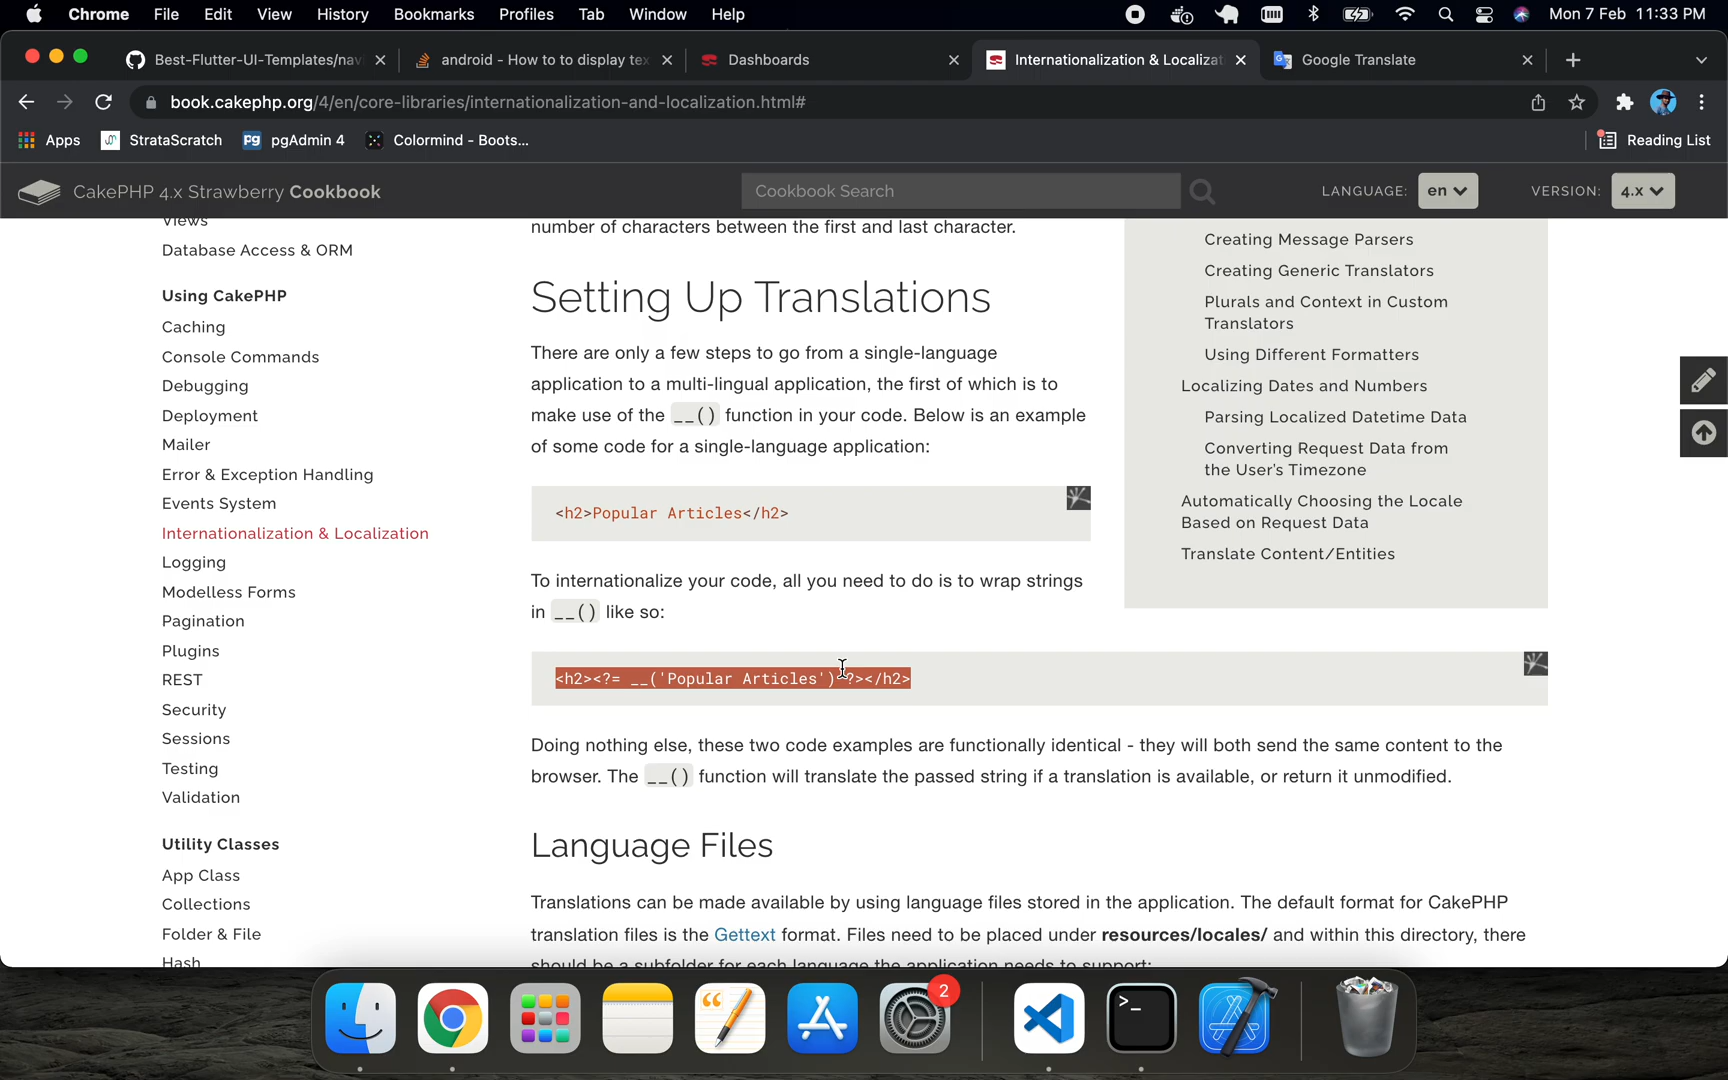 Chrome File Edit View History Bookmarks Profiles Tab Window Help Mon 7 Feb 11:33 PM
Best-Flutter-UI-Templates/nav
android - How to to display te
Dashboards
Internationalization & Localizat
Google Translate
book.cakephp.org/4/en/core-libraries/internationalization-and-localization.html#
Apps StrataScratch pgAdmin 4 Colormind - Boots... Reading List
CakePHP 4.x Strawberry Cookbook Cookbook Search LANGUAGE: en VERSION: 4.x
Views
Database Access & ORM
Using CakePHP
Caching
Console Commands
Debugging
Deployment
Mailer
Error & Exception Handling
Events System
Internationalization & Localization
Logging
Modelless Forms
Pagination
Plugins
REST
Security
Sessions
Testing
Validation
Utility Classes
App Class
Collections
Folder & File
Hash
number of characters between the first and last character.
Setting Up Translations
There are only a few steps to go from a single-language
application to a multi-lingual application, the first of which is to
make use of the __() function in your code. Below is an example
of some code for a single-language application:
<h2>Popular Articles</h2>
To internationalize your code, all you need to do is to wrap strings
in __() like so:
<h2><?= __('Popular Articles') ?></h2>
Doing nothing else, these two code examples are functionally identical - they will both send the same content to the
browser. The __() function will translate the passed string if a translation is available, or return it unmodified.
Language Files
Translations can be made available by using language files stored in the application. The default format for CakePHP
translation files is the Gettext format. Files need to be placed under resources/locales/ and within this directory, there
should be a subfolder for each language the application needs to support:
Creating Message Parsers
Creating Generic Translators
Plurals and Context in Custom
Translators
Using Different Formatters
Localizing Dates and Numbers
Parsing Localized Datetime Data
Converting Request Data from
the User's Timezone
Automatically Choosing the Locale
Based on Request Data
Translate Content/Entities
2